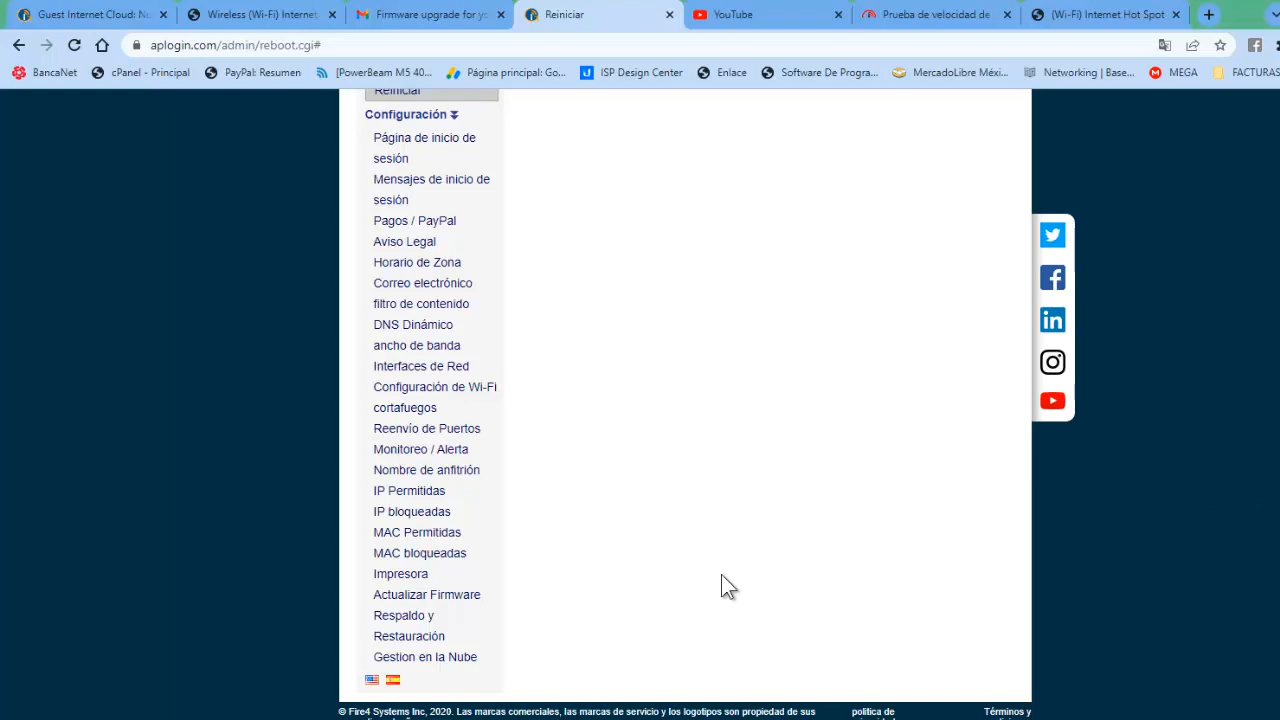 Guest Internet Cloud: Nu
Wireless (Wi-Fi) Internet
Firmware upgrade for yo
Reiniciar
YouTube
Prueba de velocidad de
(Wi-Fi) Internet Hot Spot
aplogin.com/admin/reboot.cgi#
BancaNet
cPanel - Principal
PayPal: Resumen
[PowerBeam M5 40...
Página principal: Go...
ISP Design Center
Enlace
Software De Progra...
MercadoLibre Méxi...
Networking | Base...
MEGA
FACTURAS
Reiniciar
Configuración
Página de inicio de
sesión
Mensajes de inicio de
sesión
Pagos / PayPal
Aviso Legal
Horario de Zona
Correo electrónico
filtro de contenido
DNS Dinámico
ancho de banda
Interfaces de Red
Configuración de Wi-Fi
cortafuegos
Reenvío de Puertos
Monitoreo / Alerta
Nombre de anfitrión
IP Permitidas
IP bloqueadas
MAC Permitidas
MAC bloqueadas
Impresora
Actualizar Firmware
Respaldo y
Restauración
Gestion en la Nube
© Fire4 Systems Inc, 2020. Las marcas comerciales, las marcas de servicio y los logotipos son propiedad de sus
politica de
Términos y